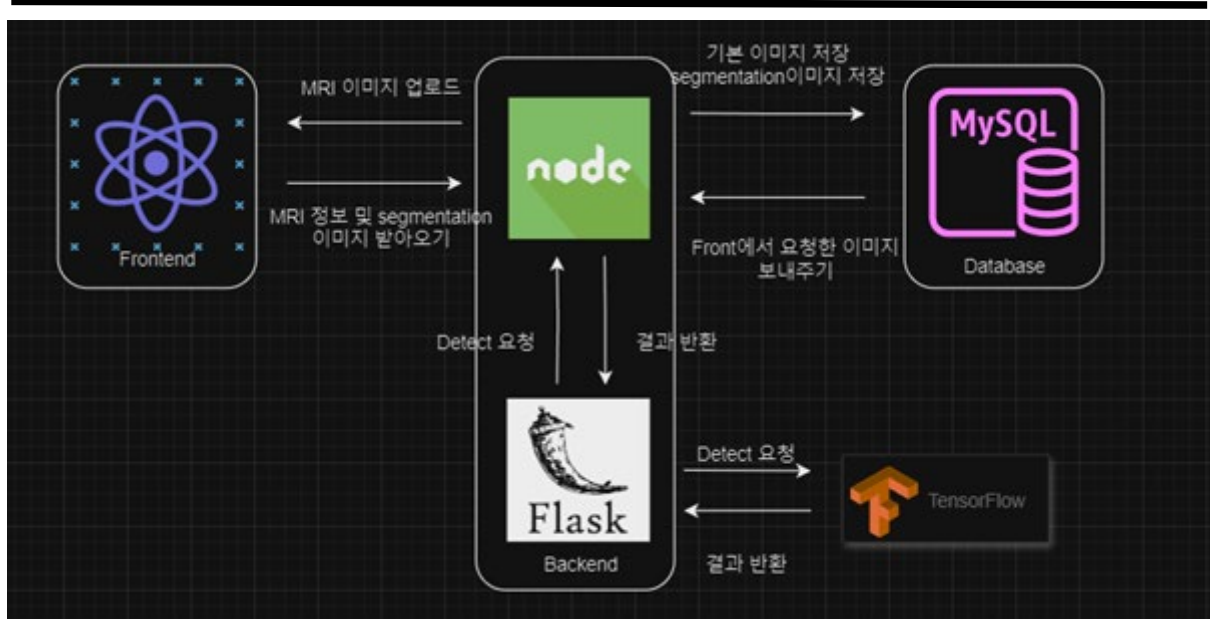 기본 이미지 저장
segmentation이미지 저장
MRI 이미지 업로드
MySQL
node
MRI 정보 및 segmentation
이미지 받아오기
Frontend
Front에서 요청한 이미지
보내주기
Database
Detect 요청
결과 반환
Flask
Backend
Detect 요청
TensorFlow
결과 반환